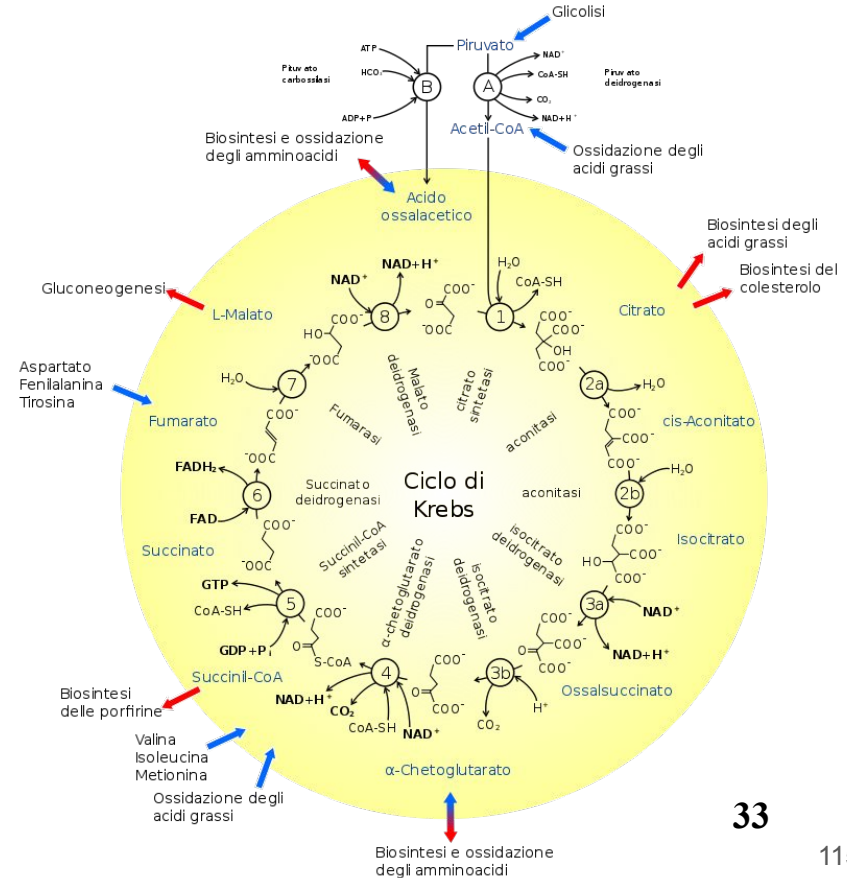 Glicolisi
Piruvato
ATP
HCO₃
ADP+P
Piruvato
carbossilasi
B
A
NAD⁺
CoA-SH
CO₂
NAD+H⁺
Piruvato
deidrogenasi
Acetil-CoA
Ossidazione degli
acidi grassi
Biosintesi e ossidazione
degli amminoacidi
Acido
ossalacetico
Biosintesi degli
acidi grassi
Biosintesi del
colesterolo
Gluconeogenesi
L-Malato
NAD⁺
NAD+H⁺
H₂O
CoA-SH
Citrato
8
O
COO⁻
⁻OOC
1
COO⁻
COO⁻
OH
COO⁻
HO
COO⁻
⁻OOC
Malato
deidrogenasi
citrato
sintetasi
Aspartato
Fenilalanina
Tirosina
H₂O
7
2a
H₂O
Fumarato
Fumarasi
aconitasi
cis-Aconitato
COO⁻
⁻OOC
COO⁻
COO⁻
COO⁻
FADH₂
6
FAD
Succinato
deidrogenasi
Ciclo di
Krebs
aconitasi
2b
H₂O
Succinato
COO⁻
⁻OOC
Succinil-CoA
sintetasi
isocitrato
deidrogenasi
Isocitrato
COO⁻
COO⁻
HO
COO⁻
GTP
CoA-SH
GDP+Pᵢ
5
α-chetoglutarato
deidrogenasi
isocitrato
deidrogenasi
3a
NAD⁺
NAD+H⁺
COO⁻
O
S-CoA
COO⁻
COO⁻
O
COO⁻
Succinil-CoA
4
COO⁻
O
COO⁻
3b
Ossalsuccinato
NAD+H⁺
CO₂
CoA-SH
NAD⁺
CO₂
H⁺
Biosintesi
delle porfirine
Valina
Isoleucina
Metionina
Ossidazione degli
acidi grassi
α-Chetoglutarato
Biosintesi e ossidazione
degli amminoacidi
33